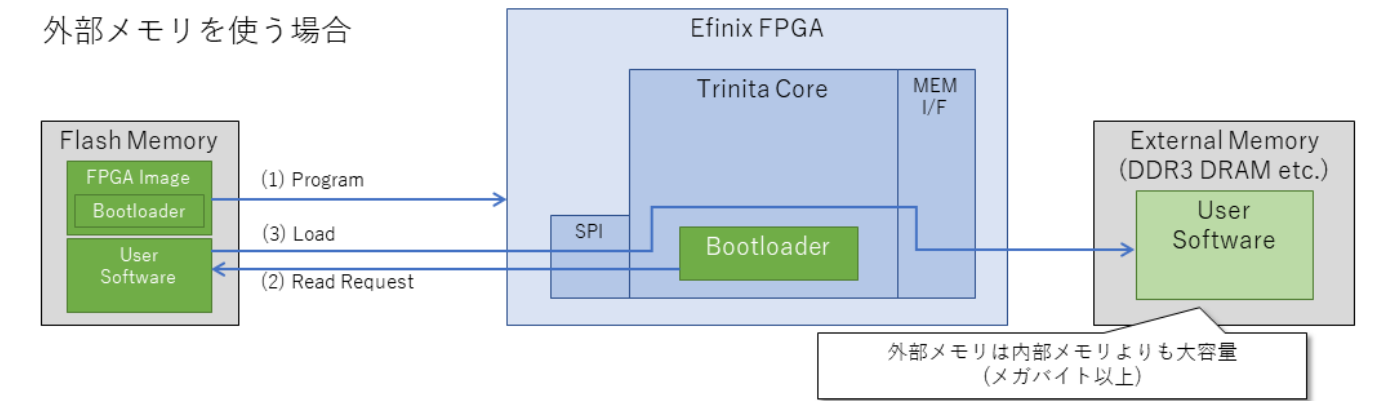 外部メモリを使う場合
Efinix FPGA
Trinita Core
MEM
I/F
Flash Memory
FPGA Image
Bootloader
User
Software
(1) Program
(3) Load
(2) Read Request
SPI
Bootloader
External Memory
(DDR3 DRAM etc.)
User
Software
外部メモリは内部メモリよりも大容量
(メガバイト以上)